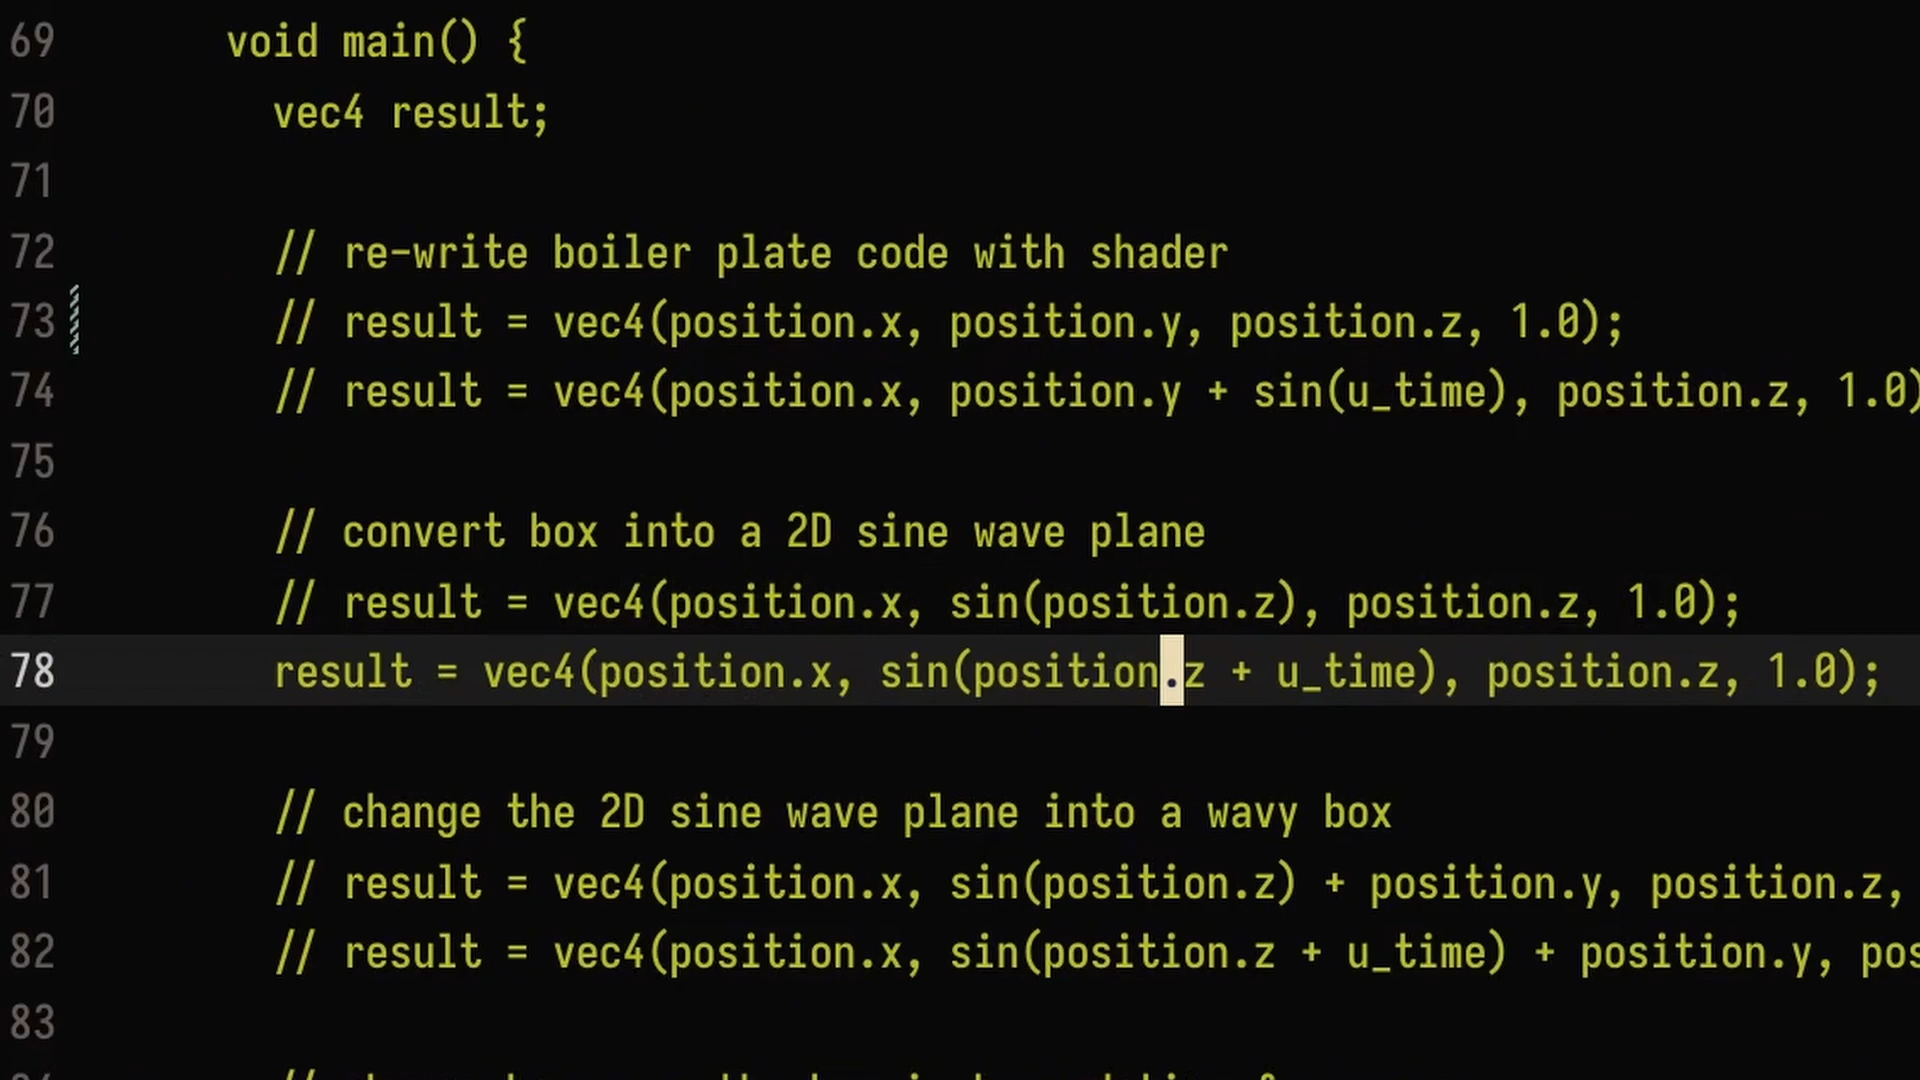 69 void main() {
70 vec4 result;
71
72 // re-write boiler plate code with shader
73 // result = vec4(position.x, position.y, position.z, 1.0);
74 // result = vec4(position.x, position.y + sin(u_time), position.z, 1.0)
75
76 // convert box into a 2D sine wave plane
77 // result = vec4(position.x, sin(position.z), position.z, 1.0);
78 result = vec4(position.x, sin(position.z + u_time), position.z, 1.0);
79
80 // change the 2D sine wave plane into a wavy box
81 // result = vec4(position.x, sin(position.z) + position.y, position.z,
82 // result = vec4(position.x, sin(position.z + u_time) + position.y, pos
83